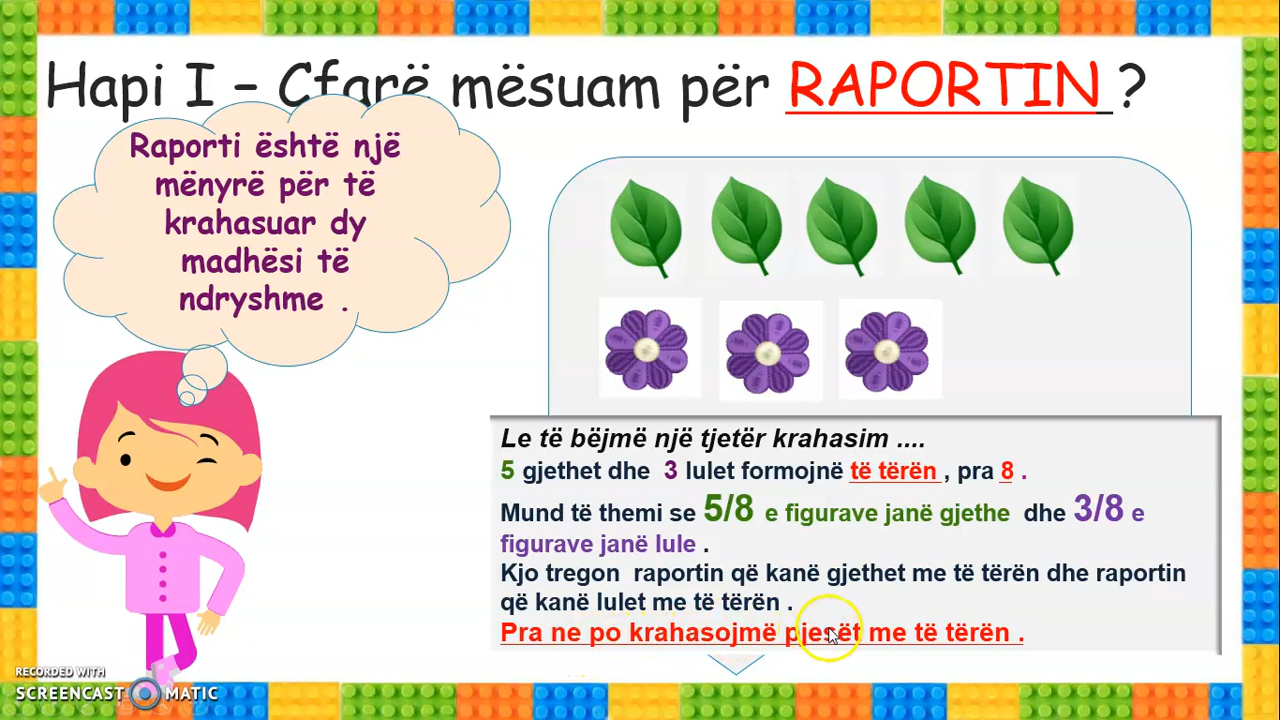 Hapi I – Cfarë mësuam për RAPORTIN ?
Raporti është një
mënyrë për të
krahasuar dy
madhësi të
ndryshme .
Le të bëjmë një tjetër krahasim ....
5 gjethet dhe 3 lulet formojnë të tërën , pra 8 .
Mund të themi se 5/8 e figurave janë gjethe dhe 3/8 e
figurave janë lule .
Kjo tregon raportin që kanë gjethet me të tërën dhe raportin
që kanë lulet me të tërën .
Pra ne po krahasojmë pjesët me të tërën .
RECORDED WITH
SCREENCAST MATIC